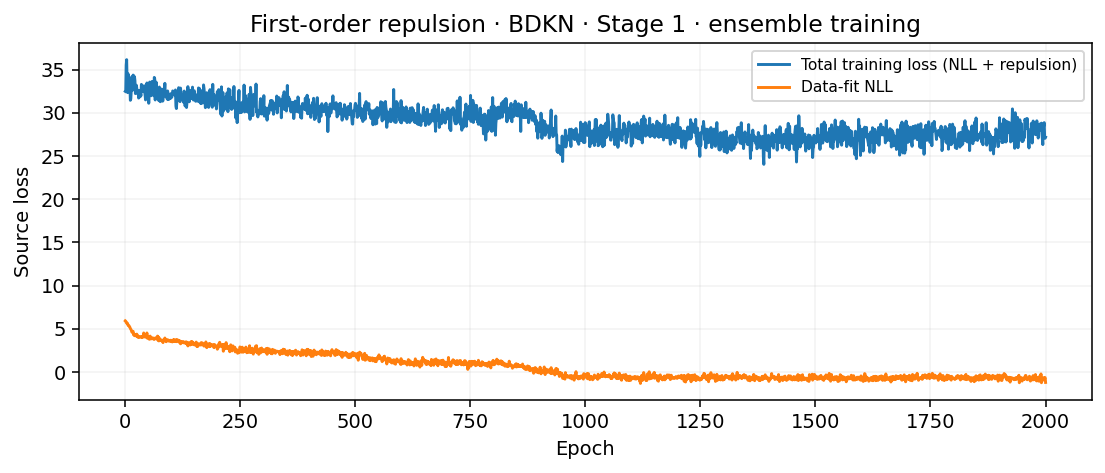 First-order repulsion · BDKN · Stage 1 · ensemble training
Total training loss (NLL + repulsion)
Data-fit NLL
Source loss
35
30
25
20
15
10
5
0
0 250 500 750 1000 1250 1500 1750 2000
Epoch